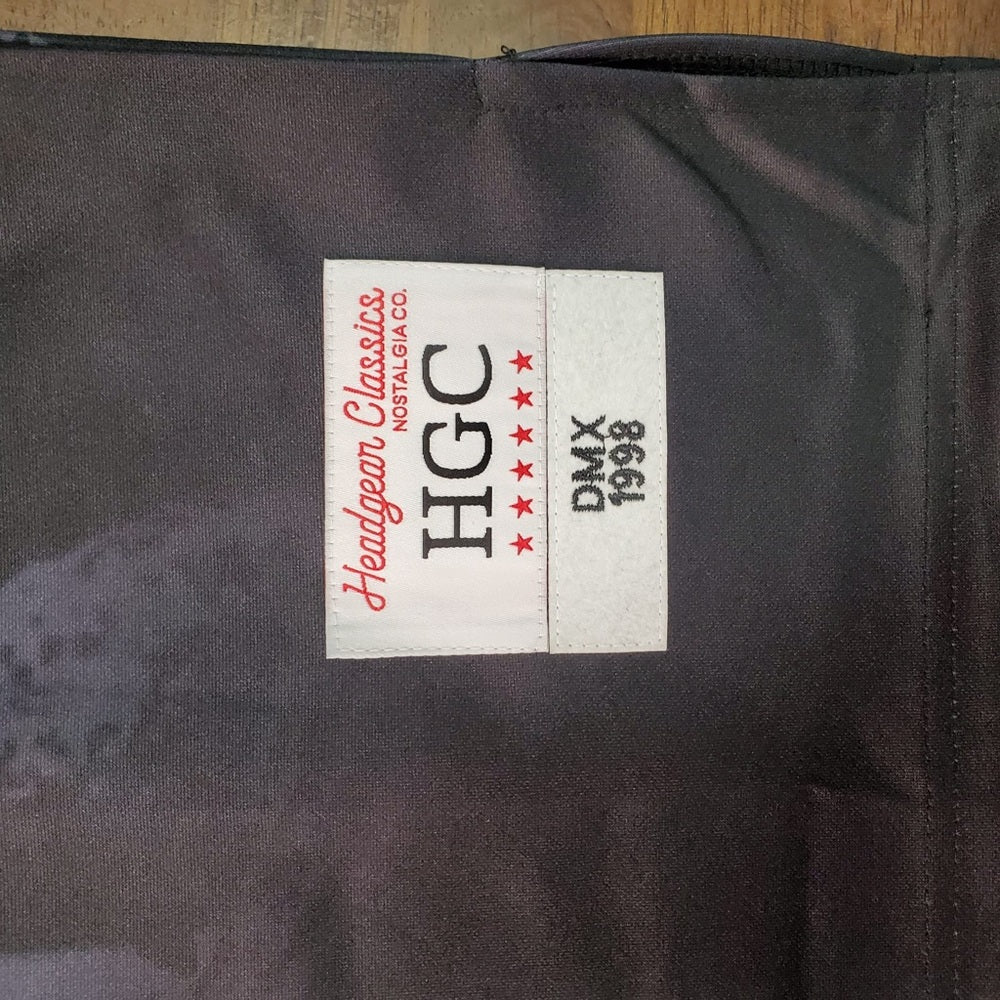 Headgear Classics
NOSTALGIA CO.
HGC
DMX
1998